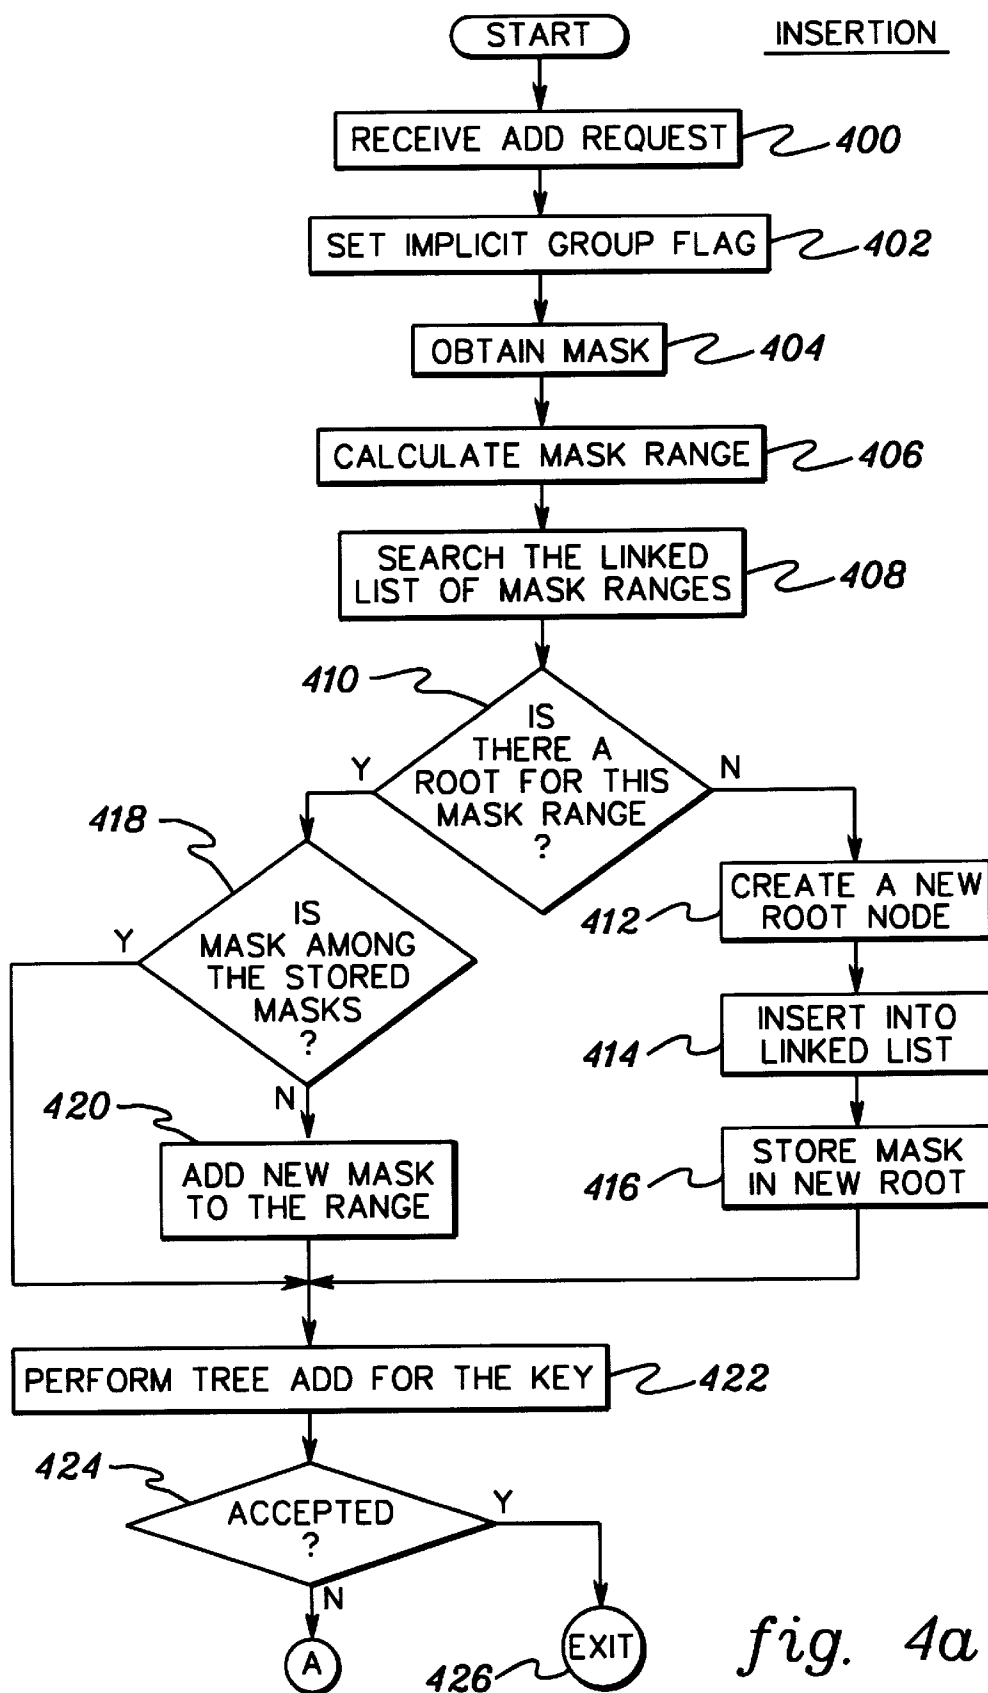 START
INSERTION
RECEIVE ADD REQUEST
400
SET IMPLICIT GROUP FLAG
402
OBTAIN MASK
404
CALCULATE MASK RANGE
406
SEARCH THE LINKED
LIST OF MASK RANGES
408
410
IS
THERE A
ROOT FOR THIS
MASK RANGE
?
Y
N
418
IS
MASK AMONG
THE STORED
MASKS
?
Y
N
412
CREATE A NEW
ROOT NODE
414
INSERT INTO
LINKED LIST
416
STORE MASK
IN NEW ROOT
420
ADD NEW MASK
TO THE RANGE
PERFORM TREE ADD FOR THE KEY
422
424
ACCEPTED
?
Y
N
A
EXIT
426
fig. 4a